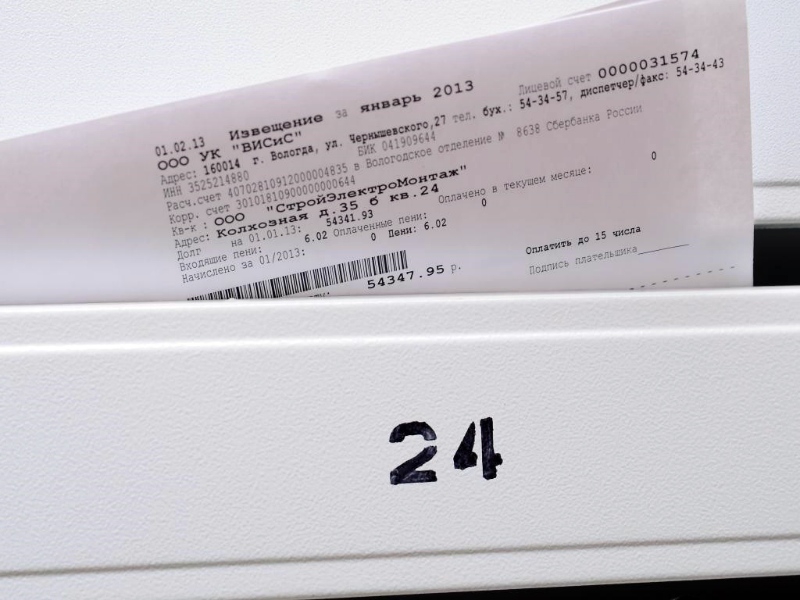 Лицевой счет 0000031574
01.02.13 Извещение за январь 2013
ООО УК "ВИСиС"
Адрес: 160014 г. Вологда, ул. Чернышевского,27 тел. бух.: 54-34-57, диспетчер/факс: 54-34-43
ИНН 3525214880 БИК 041909644
Расч.счет 40702810912000004835 в Вологодское отделение № 8638 Сбербанка России
Корр. счет 30101810900000000644
Кв-к : ООО "СтройЭлектроМонтаж"
Адрес: Колхозная д.35 б кв.24
Долг на 01.01.13: 54341.93 Оплачено в текущем месяце: 0
Входящие пени: 6.02 Оплаченные пени: 0
Начислено за 01/2013: 0 Пени: 6.02
Оплатить до 15 числа
54347.95 р.
Подпись плательщика
24